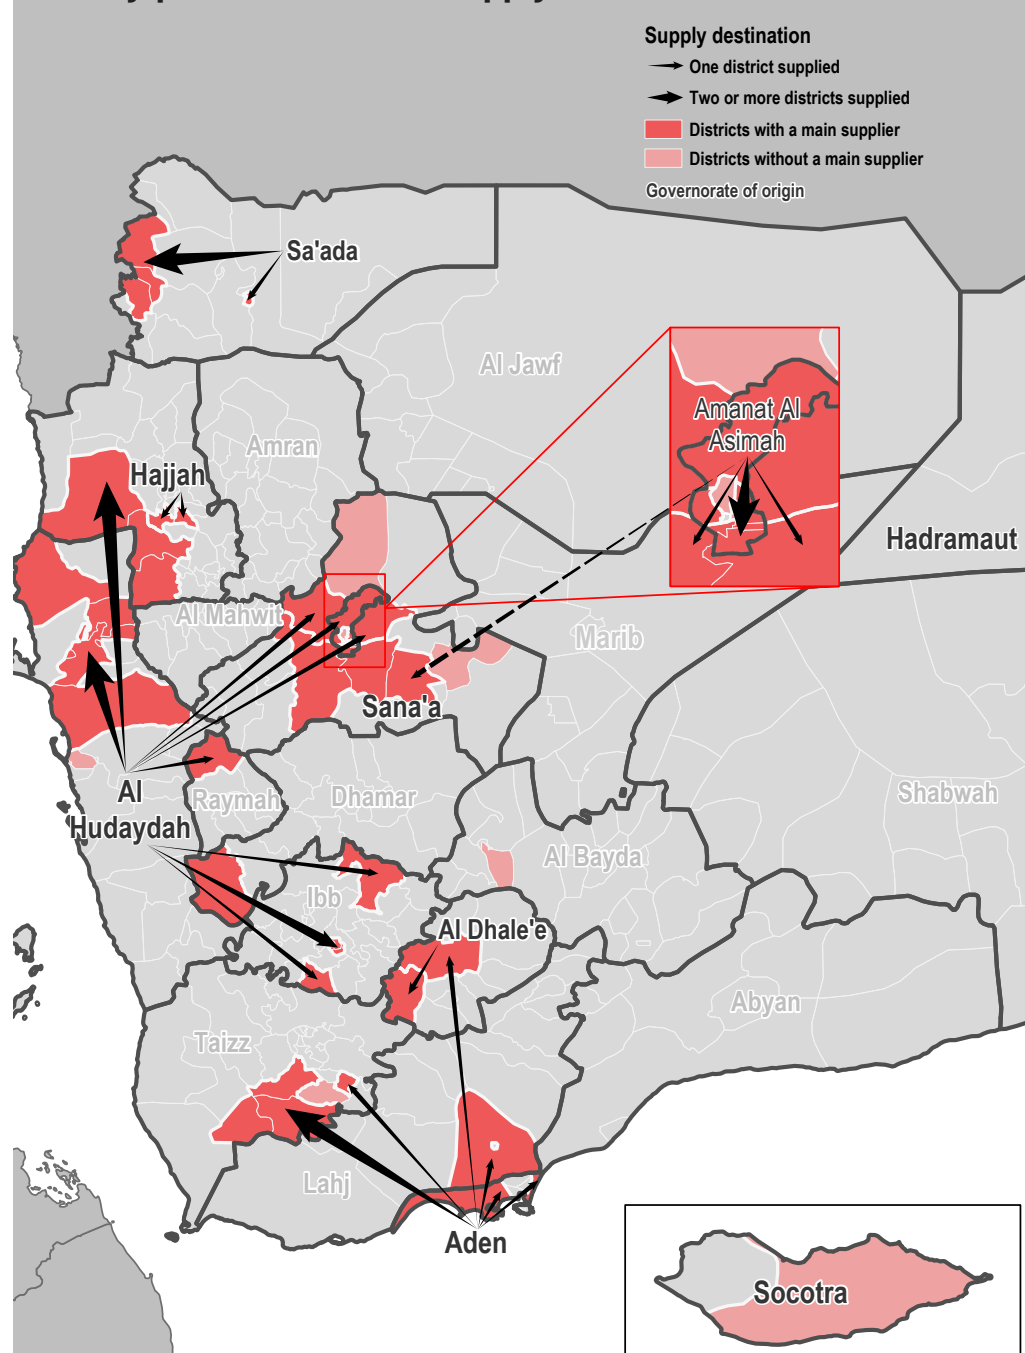 Supply destination
One district supplied
Two or more districts supplied
Districts with a main supplier
Districts without a main supplier
Governorate of origin
Sa'ada
Al Jawf
Amanat Al
Asimah
Amran
Hajjah
Hadramaut
Al Mahwit
Marib
Sana'a
Al
Hudaydah
Raymah
Dhamar
Shabwah
Al Bayda
Ibb
Al Dhale'e
Abyan
Taizz
Lahj
Aden
Socotra